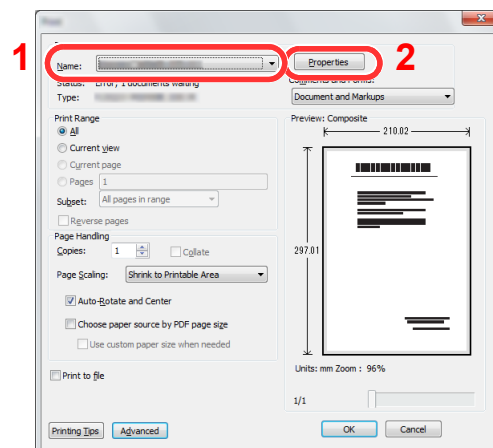 1
2
Name:
Properties
Status: Error, 1 documents waiting
Type:
Comments and Forms:
Document and Markups
Print Range
All
Current view
Current page
Pages 1
Subset: All pages in range
Reverse pages
Page Handling
Copies: 1 Collate
Page Scaling: Shrink to Printable Area
Auto-Rotate and Center
Choose paper source by PDF page size
Use custom paper size when needed
Print to file
Preview: Composite
210.02
297.01
Units: mm Zoom : 96%
1/1
Printing Tips
Advanced
OK
Cancel